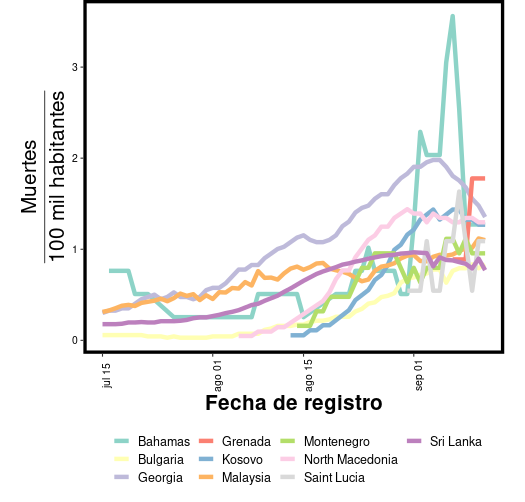 Muertes
100 mil habitantes
3
2
1
0
jul 15
ago 01
ago 15
sep 01
Fecha de registro
Bahamas
Grenada
Montenegro
Sri Lanka
Bulgaria
Kosovo
North Macedonia
Georgia
Malaysia
Saint Lucia